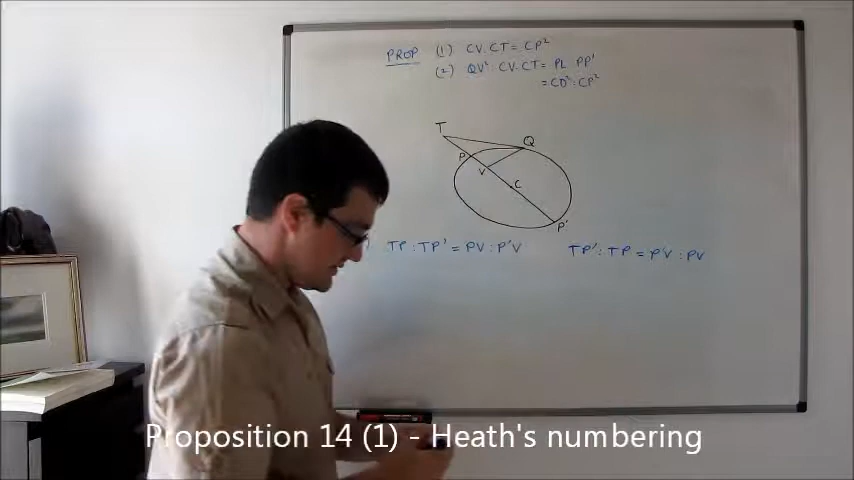 PROP (1) CV.CT = CP²
(2) QV² : CV.CT = PL PP'
= CD² : CP²
T
Q
P
V
C
P'
) TP : TP' = PV : P'V TP' : TP = P'V : PV
Proposition 14 (1) - Heath's numbering